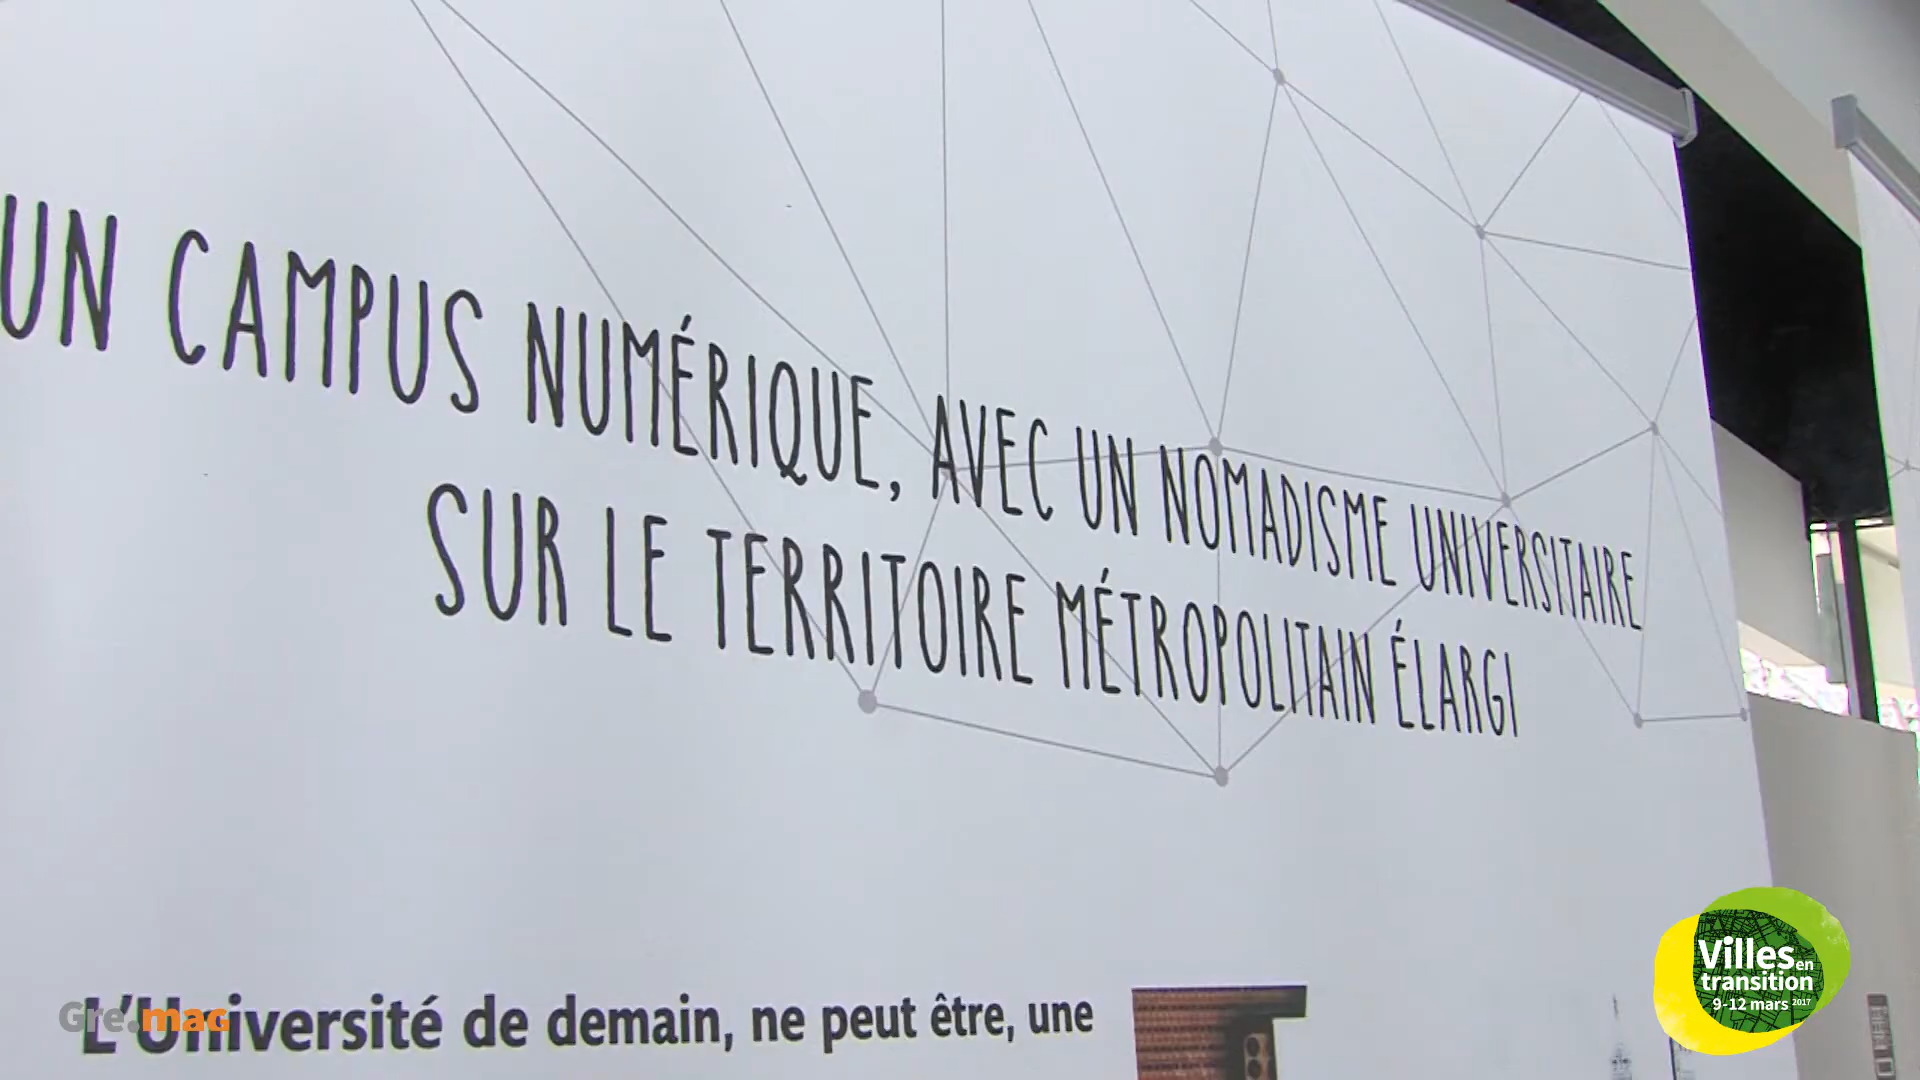 UN CAMPUS NUMÉRIQUE, AVEC UN NOMADISME UNIVERSITAIRE
SUR LE TERRITOIRE MÉTROPOLITAIN ÉLARGI
L'Université de demain, ne peut être, une
Gre.mag
Villes en
transition
9-12 mars 2017